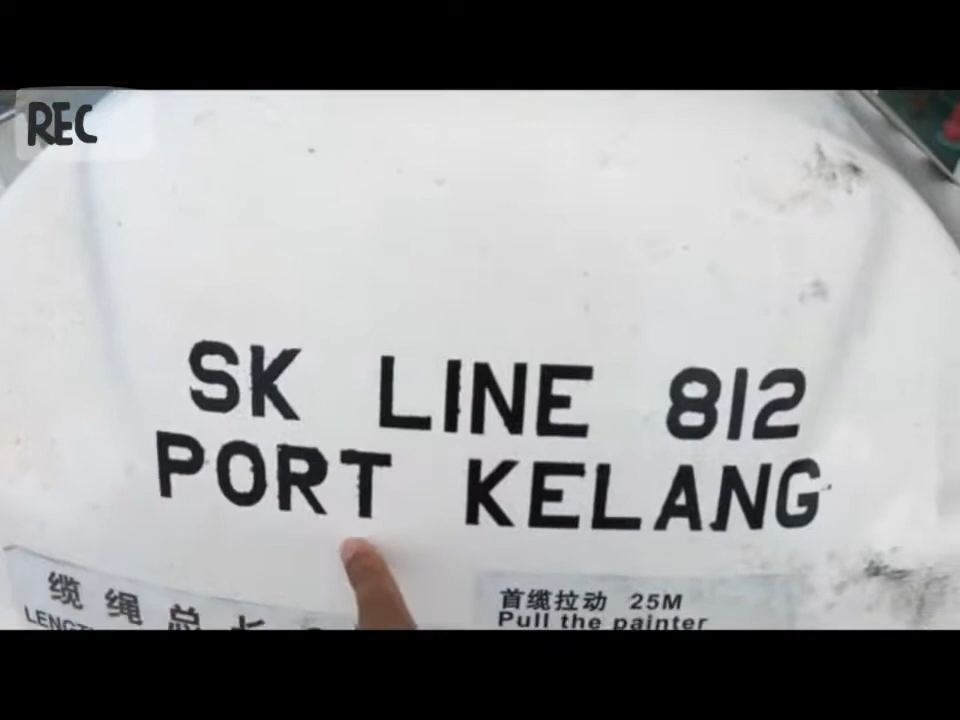 REC
SK LINE 812
PORT KELANG
缆绳总长
首缆拉动 25M
Pull the painter